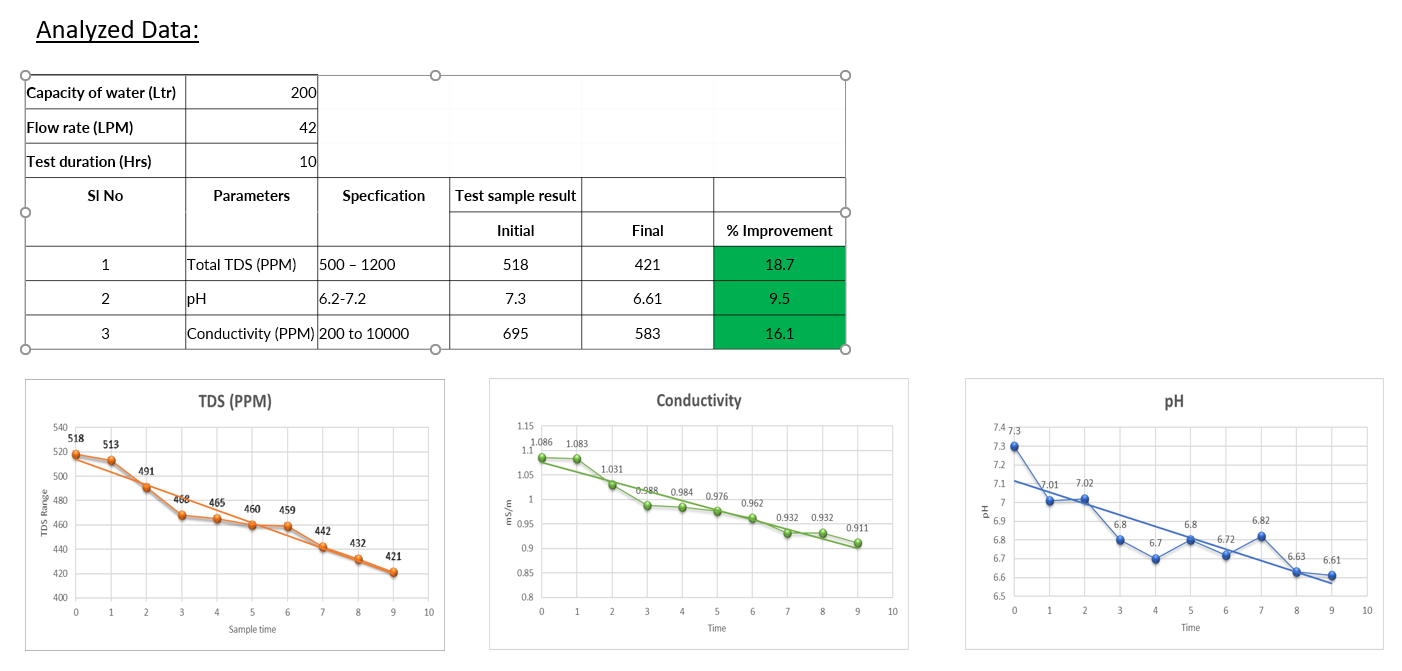 Analyzed Data:
Capacity of water (Ltr) 200
Flow rate (LPM) 42
Test duration (Hrs) 10
Sl No Parameters Specfication Test sample result
Initial Final % Improvement
1 Total TDS (PPM) 500 – 1200 518 421 18.7
2 pH 6.2-7.2 7.3 6.61 9.5
3 Conductivity (PPM) 200 to 10000 695 583 16.1
TDS (PPM)
540
520
500
480
460
440
420
400
TDS Range
518 513 491 468 465 460 459 442 432 421
0 1 2 3 4 5 6 7 8 9 10
Sample time
Conductivity
1.15
1.1
1.05
1
0.95
0.9
0.85
0.8
mS/m
1.086 1.083 1.031 0.988 0.984 0.976 0.962 0.932 0.932 0.911
0 1 2 3 4 5 6 7 8 9 10
Time
pH
7.4
7.3
7.2
7.1
7
6.9
6.8
6.7
6.6
6.5
pH
7.3 7.01 7.02 6.8 6.7 6.8 6.72 6.82 6.63 6.61
0 1 2 3 4 5 6 7 8 9 10
Time